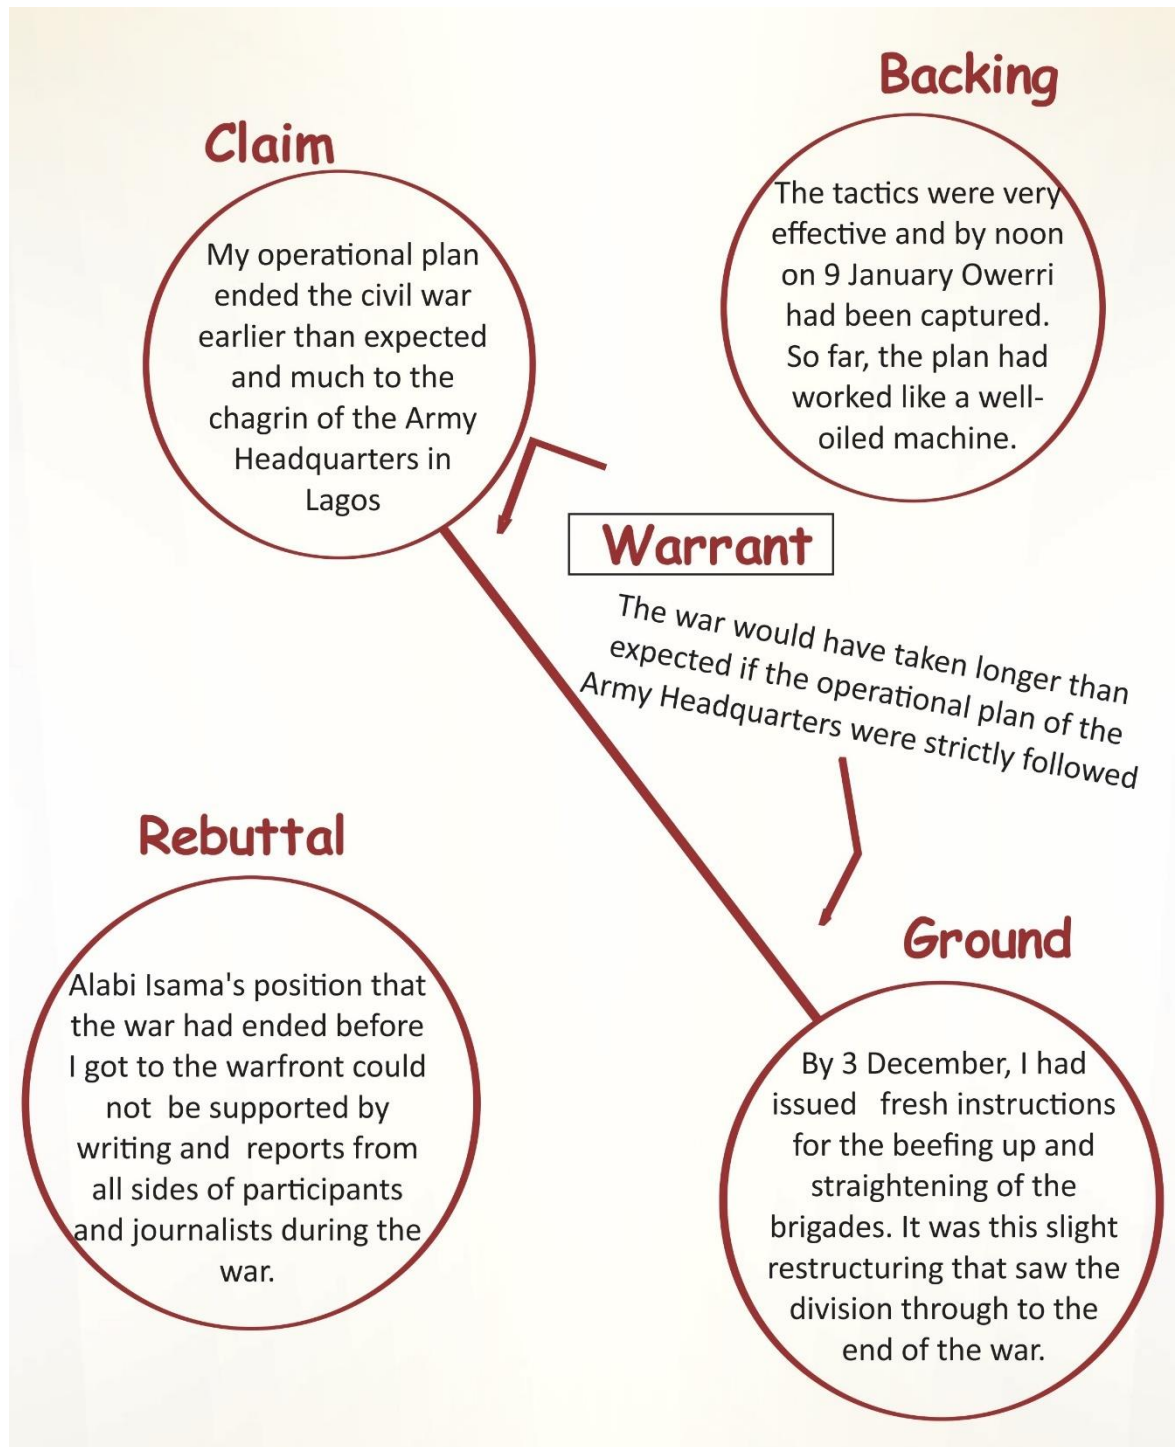 Claim
My operational plan
ended the civil war
earlier than expected
and much to the
chagrin of the Army
Headquarters in
Lagos
Backing
The tactics were very
effective and by noon
on 9 January Owerri
had been captured.
So far, the plan had
worked like a well-
oiled machine.
Warrant
The war would have taken longer than
expected if the operational plan of the
Army Headquarters were strictly followed
Rebuttal
Alabi Isama's position that
the war had ended before
I got to the warfront could
not be supported by
writing and reports from
all sides of participants
and journalists during the
war.
Ground
By 3 December, I had
issued fresh instructions
for the beefing up and
straightening of the
brigades. It was this slight
restructuring that saw the
division through to the
end of the war.